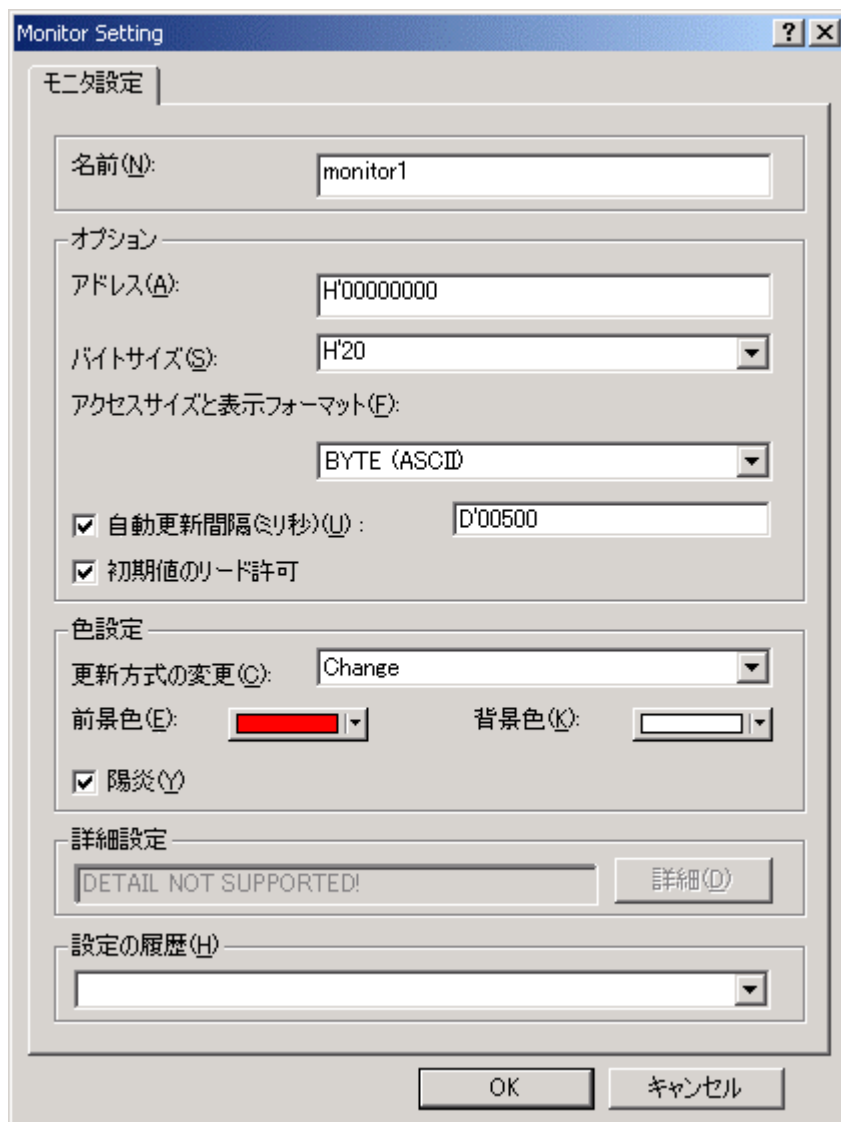 Monitor Setting
モニタ設定
名前(N):
monitor1
オプション
アドレス(A):
H'00000000
バイトサイズ(S):
H'20
アクセスサイズと表示フォーマット(F):
BYTE (ASCII)
自動更新間隔(ミリ秒)(U) :
D'00500
初期値のリード許可
色設定
更新方式の変更(C):
Change
前景色(E):
背景色(K):
陽炎(Y)
詳細設定
DETAIL NOT SUPPORTED!
詳細(D)
設定の履歴(H)
OK
キャンセル